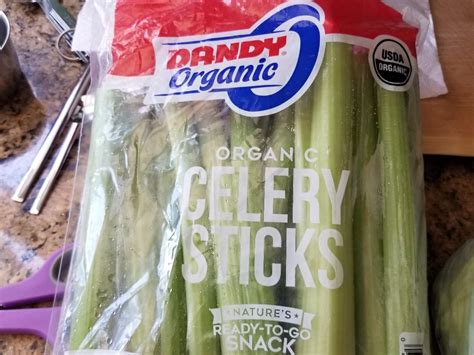 DANDY
Organic
USDA
ORGANIC
ORGANIC
CELERY
STICKS
NATURE'S
READY-TO-GO
SNACK